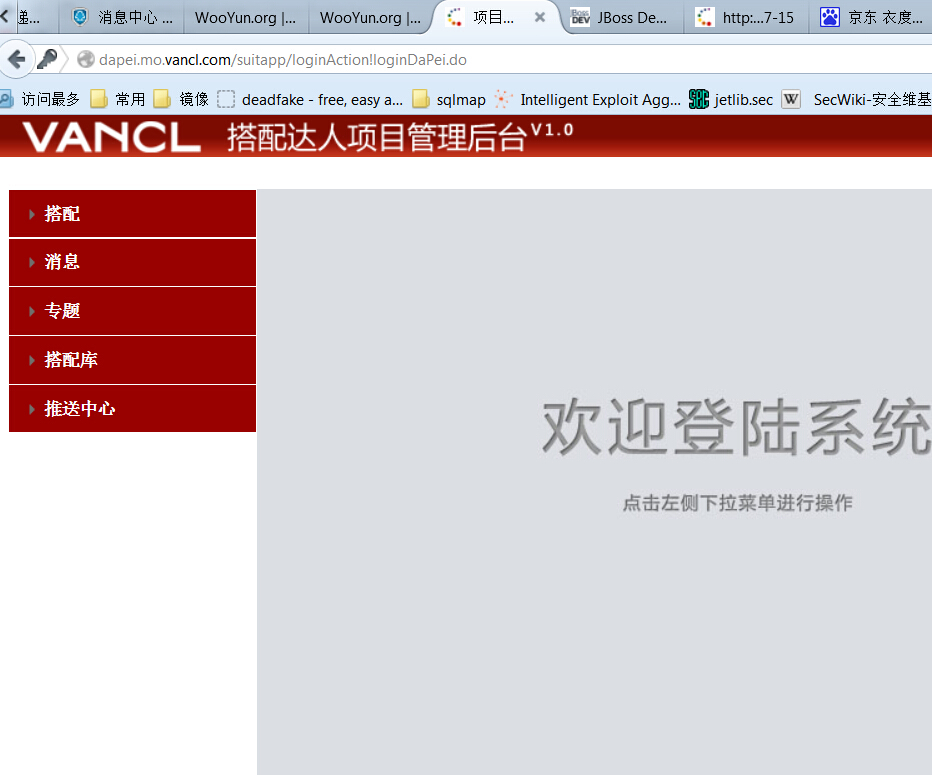 递...
消息中心 ...
WooYun.org |...
WooYun.org |...
项目...
JBoss De...
http:...7-15
京东 衣度...
dapei.mo.vancl.com/suitapp/loginAction!loginDaPei.do
访问最多
常用
镜像
deadfake - free, easy a...
sqlmap
Intelligent Exploit Agg...
SEC jetlib.sec
W SecWiki-安全维基
VANCL 搭配达人项目管理后台 V1.0
搭配
消息
专题
搭配库
推送中心
欢迎登陆系统
点击左侧下拉菜单进行操作